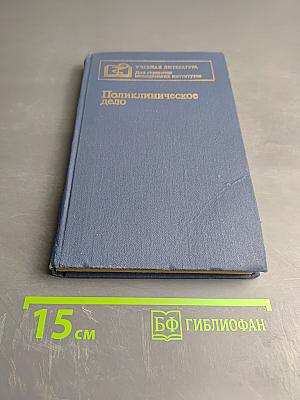 УЧЕБНАЯ ЛИТЕРАТУРА
Для студентов
медицинских институтов
Поликлиническое
дело
15 см
БФ ГИБЛИОФАН